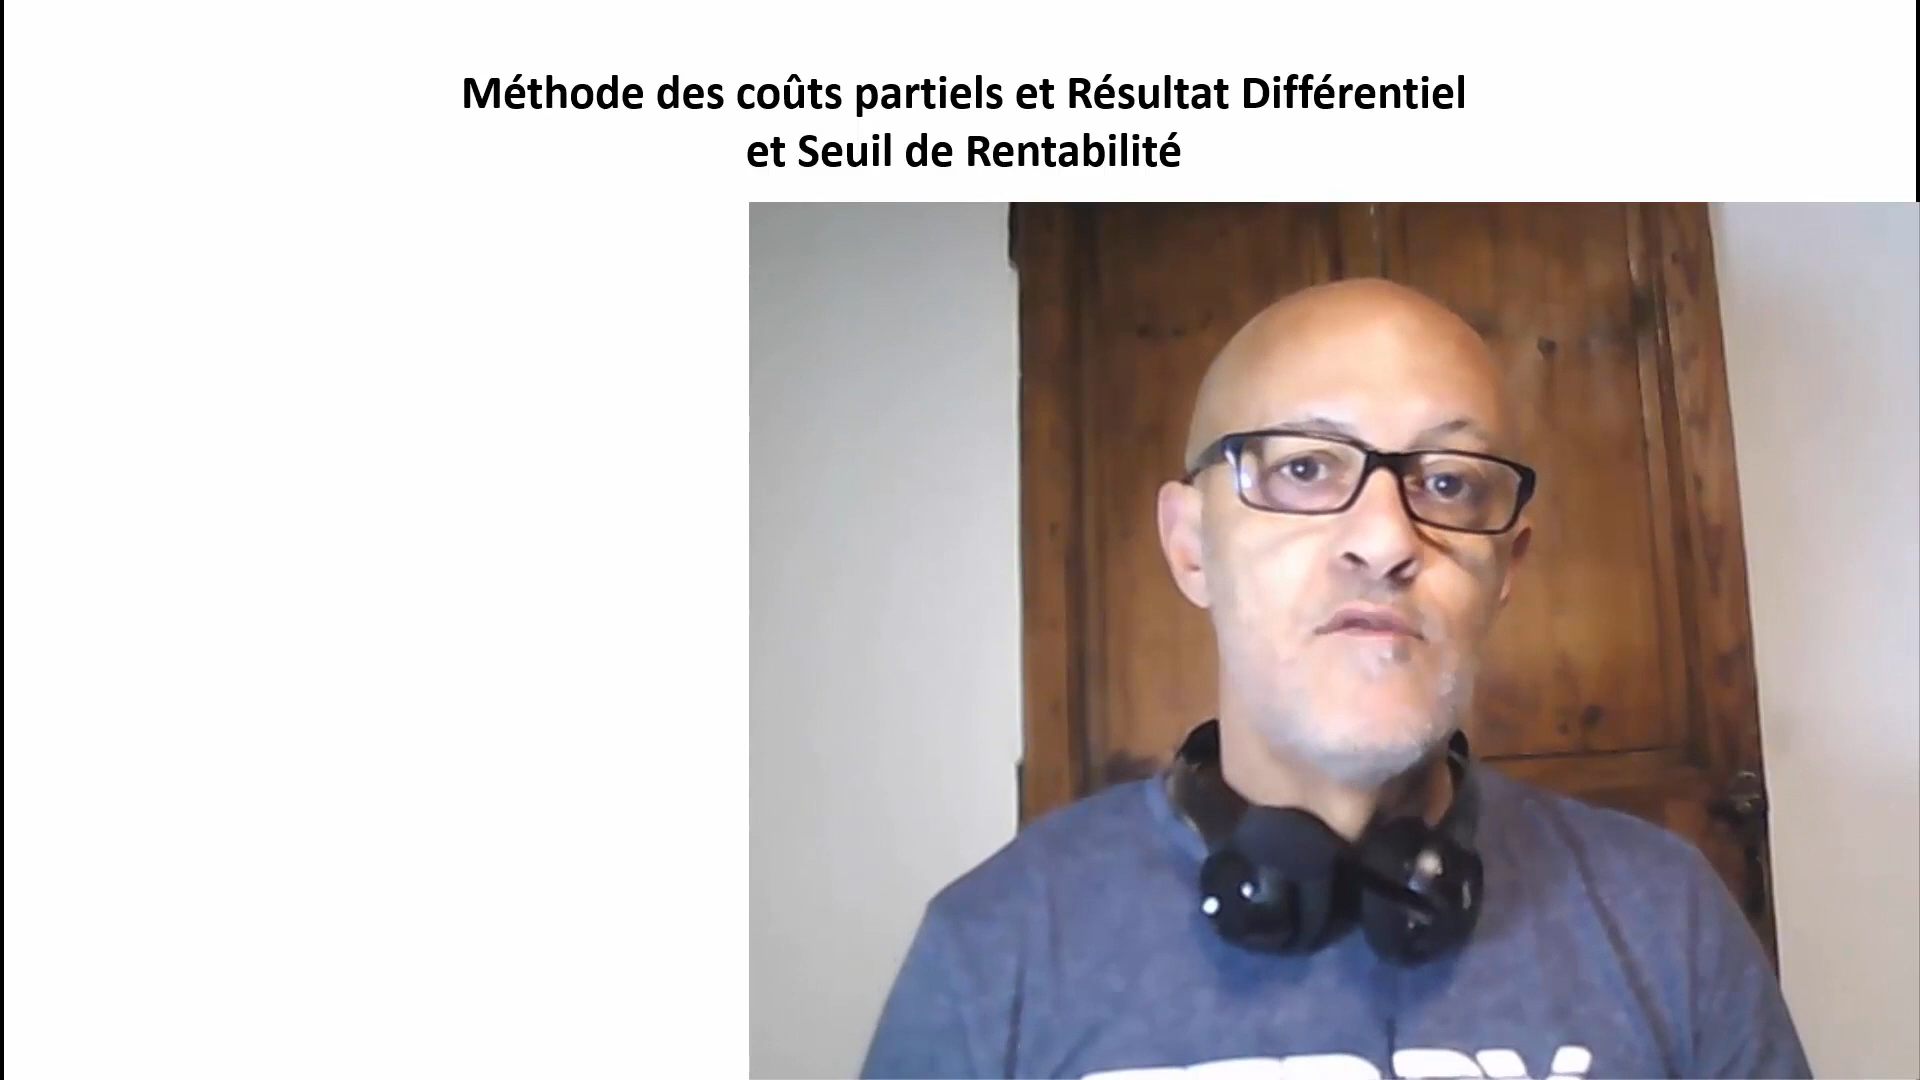 Méthode des coûts partiels et Résultat Différentiel
et Seuil de Rentabilité